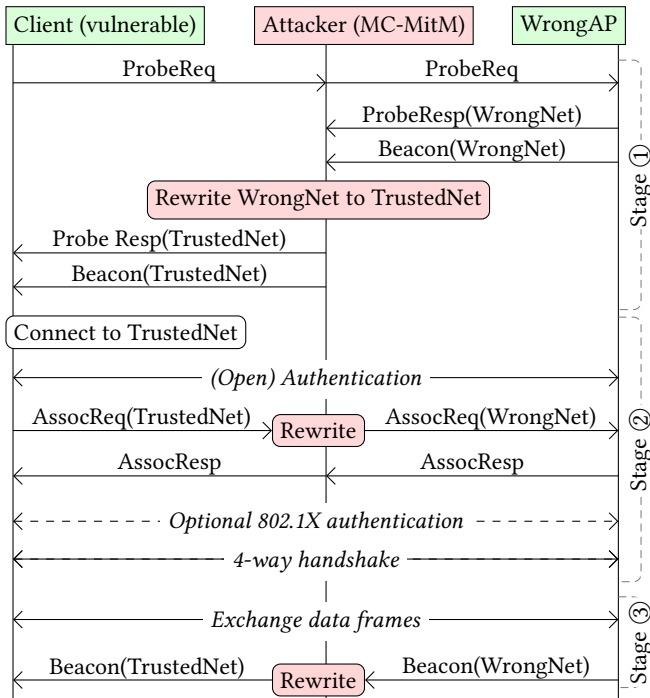 Client (vulnerable) Attacker (MC-MitM) WrongAP
ProbeReq ProbeReq
ProbeResp(WrongNet)
Beacon(WrongNet)
Rewrite WrongNet to TrustedNet
Probe Resp(TrustedNet)
Beacon(TrustedNet)
Stage ①
Connect to TrustedNet
(Open) Authentication
AssocReq(TrustedNet) Rewrite AssocReq(WrongNet)
AssocResp AssocResp
Optional 802.1X authentication
4-way handshake
Stage ②
Exchange data frames
Beacon(TrustedNet) Rewrite Beacon(WrongNet)
Stage ③